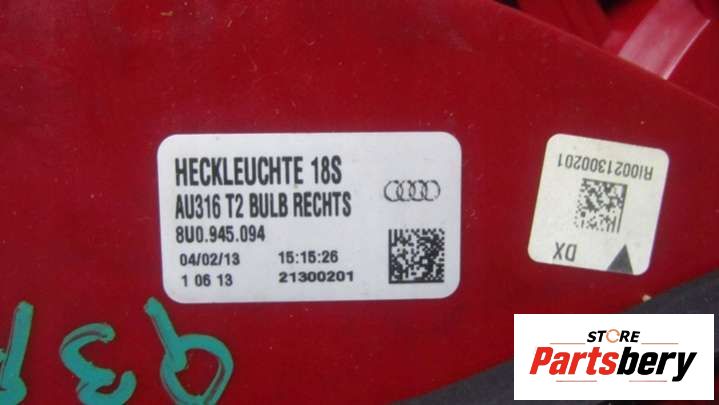 HECKLEUCHTE 18S
AU316 T2 BULB RECHTS
8U0.945.094
04/02/13 15:15:26
1 06 13 21300201
RI0021300201
DX
STORE
Partsbery